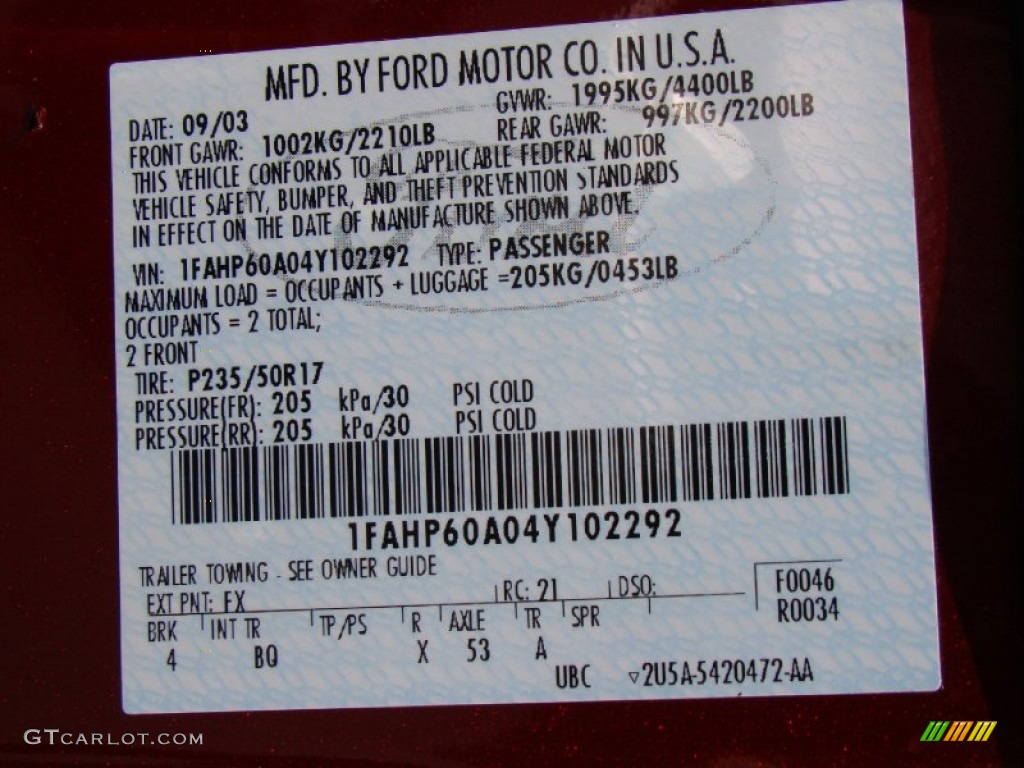 MFD. BY FORD MOTOR CO. IN U.S.A.
DATE: 09/03 GVWR: 1995KG/4400LB
FRONT GAWR: 1002KG/2210LB REAR GAWR: 997KG/2200LB
THIS VEHICLE CONFORMS TO ALL APPLICABLE FEDERAL MOTOR
VEHICLE SAFETY, BUMPER, AND THEFT PREVENTION STANDARDS
IN EFFECT ON THE DATE OF MANUFACTURE SHOWN ABOVE.
VIN: 1FAHP60A04Y102292 TYPE: PASSENGER
MAXIMUM LOAD = OCCUPANTS + LUGGAGE =205KG/0453LB
OCCUPANTS = 2 TOTAL;
2 FRONT
TIRE: P235/50R17
PRESSURE(FR): 205 kPa/30 PSI COLD
PRESSURE(RR): 205 kPa/30 PSI COLD
1FAHP60A04Y102292
TRAILER TOWING - SEE OWNER GUIDE
EXT PNT: FX RC: 21 DSO: F0046
R0034
BRK INT TR TP/PS R AXLE TR SPR
4 BQ X 53 A
UBC ▽2U5A-5420472-AA
GTCARLOT.COM